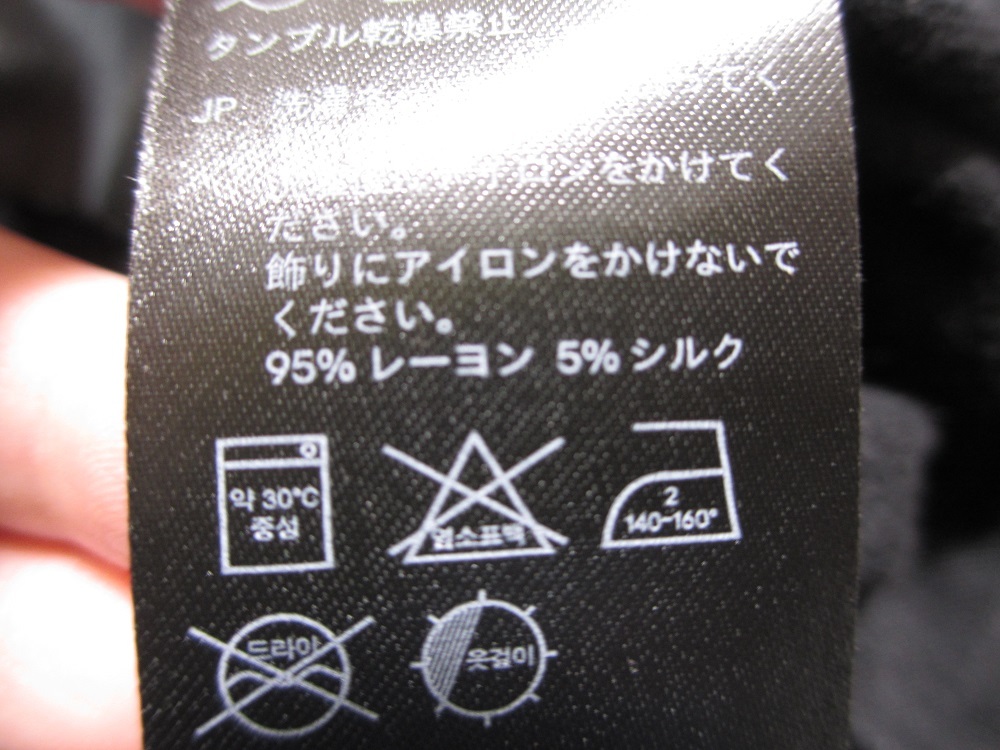 タンブル乾燥禁止
JP
てく
イロンをかけてく
ださい。
飾りにアイロンをかけないで
ください。
95% レーヨン 5% シルク
약 30°C
중성
염소표백
2
140~160°
드라이
옷걸이